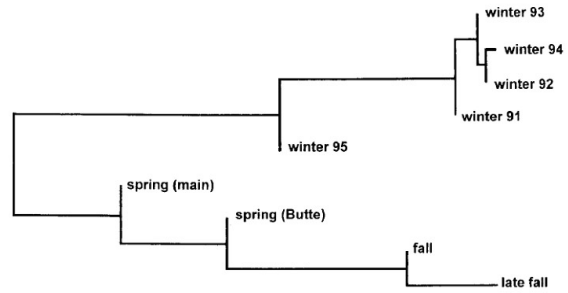 winter 93
winter 94
winter 92
winter 91
winter 95
spring (main)
spring (Butte)
fall
late fall